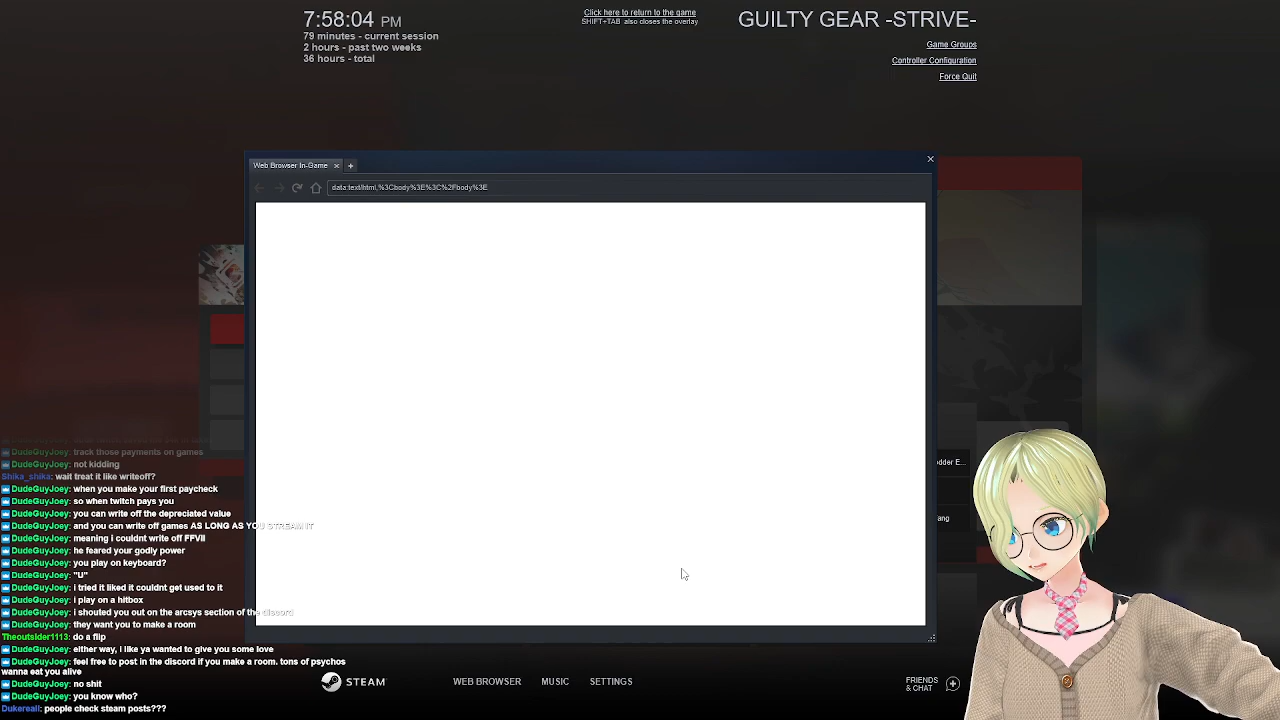 7:58:04 PM
79 minutes - current session
2 hours - past two weeks
36 hours - total
Click here to return to the game
SHIFT+TAB also closes the overlay
GUILTY GEAR -STRIVE-
Game Groups
Controller Configuration
Force Quit
Web Browser In-Game
data:text/html,%3Cbody%3E%3C%2Fbody%3E
DudeGuyJoey: track those payments on games
DudeGuyJoey: not kidding
Shika_shika: wait treat it like writeoff?
DudeGuyJoey: when you make your first paycheck
DudeGuyJoey: so when twitch pays you
DudeGuyJoey: you can write off the depreciated value
DudeGuyJoey: and you can write off games AS LONG AS YOU STREAM IT
DudeGuyJoey: meaning i couldnt write off FFVII
DudeGuyJoey: he feared your godly power
DudeGuyJoey: you play on keyboard?
DudeGuyJoey: "U"
DudeGuyJoey: i tried it liked it couldnt get used to it
DudeGuyJoey: i play on a hitbox
DudeGuyJoey: i shouted you out on the arcsys section of the discord
DudeGuyJoey: they want you to make a room
Theoutsider1113: do a flip
DudeGuyJoey: either way, i like ya wanted to give you some love
DudeGuyJoey: feel free to post in the discord if you make a room. tons of psychos
wanna eat you alive
DudeGuyJoey: no shit
DudeGuyJoey: you know who?
Dukereall: people check steam posts???
odder E...
ang
STEAM
WEB BROWSER
MUSIC
SETTINGS
FRIENDS
& CHAT